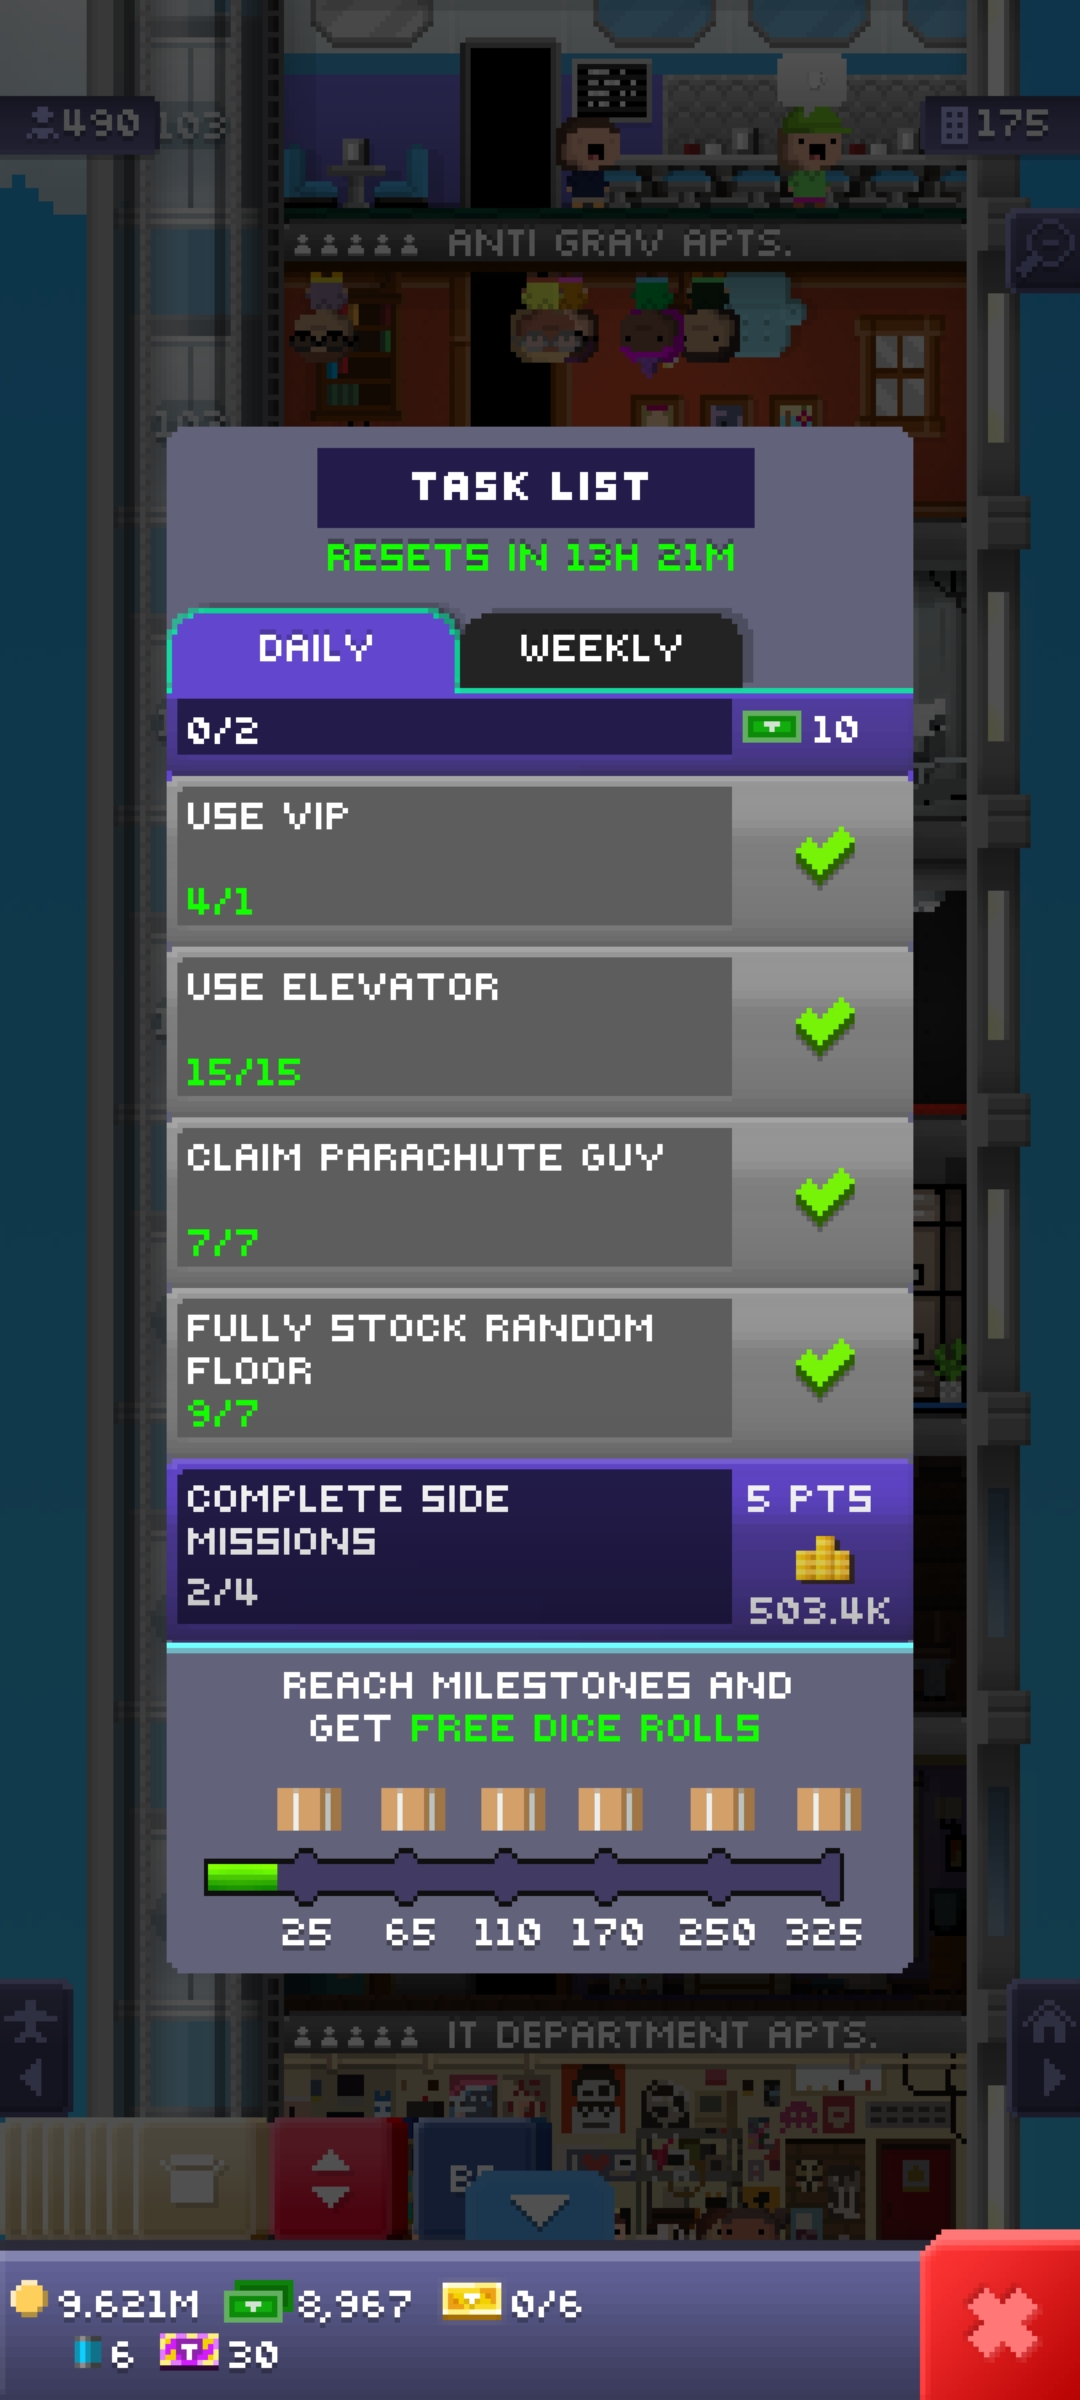 490
103
175
ANTI GRAV APTS.
TASK LIST
RESETS IN 13H 21M
DAILY
WEEKLY
0/2
10
USE VIP
4/1
USE ELEVATOR
15/15
CLAIM PARACHUTE GUY
7/7
FULLY STOCK RANDOM
FLOOR
9/7
COMPLETE SIDE
MISSIONS
2/4
5 PTS
503.4K
REACH MILESTONES AND
GET FREE DICE ROLLS
25 65 110 170 250 325
IT DEPARTMENT APTS.
9.621M 8,967 0/6
6 30